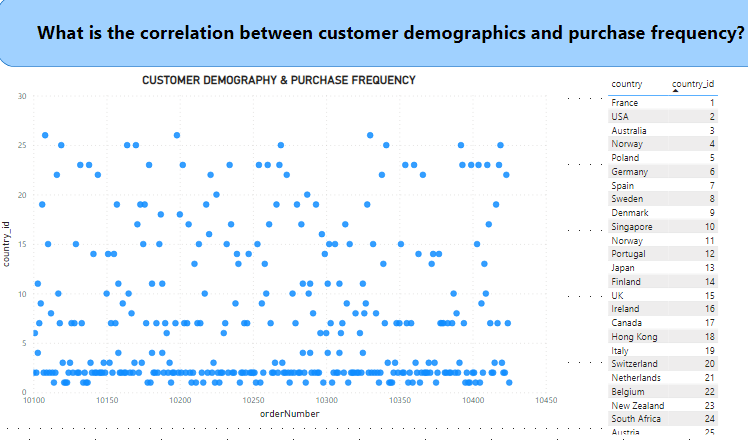 What is the correlation between customer demographics and purchase frequency?
CUSTOMER DEMOGRAPHY & PURCHASE FREQUENCY
30
25
20
15
10
5
0
country_id
10100 10150 10200 10250 10300 10350 10400 10450
orderNumber
country country_id
France 1
USA 2
Australia 3
Norway 4
Poland 5
Germany 6
Spain 7
Sweden 8
Denmark 9
Singapore 10
Norway 11
Portugal 12
Japan 13
Finland 14
UK 15
Ireland 16
Canada 17
Hong Kong 18
Italy 19
Switzerland 20
Netherlands 21
Belgium 22
New Zealand 23
South Africa 24
Austria 25